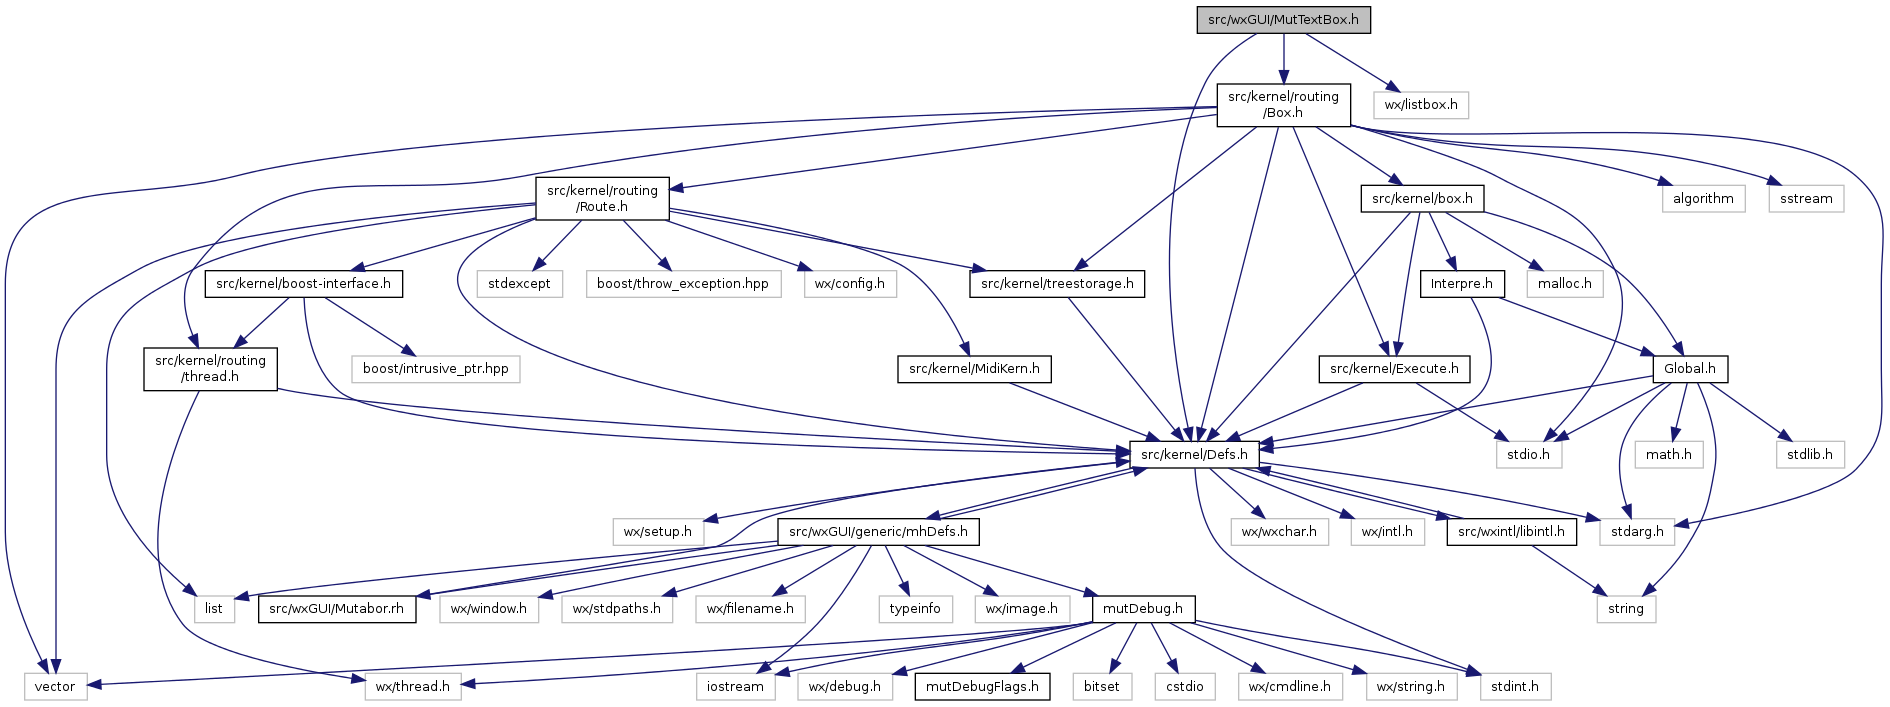 src/wxGUI/MutTextBox.h
src/kernel/routing
/Box.h
wx/listbox.h
src/kernel/routing
/Route.h
src/kernel/box.h
algorithm
sstream
src/kernel/boost-interface.h
stdexcept
boost/throw_exception.hpp
wx/config.h
src/kernel/treestorage.h
Interpre.h
malloc.h
src/kernel/routing
/thread.h
boost/intrusive_ptr.hpp
src/kernel/MidiKern.h
src/kernel/Execute.h
Global.h
src/kernel/Defs.h
stdio.h
math.h
stdlib.h
wx/setup.h
src/wxGUI/generic/mhDefs.h
wx/wxchar.h
wx/intl.h
src/wxintl/libintl.h
stdarg.h
list
src/wxGUI/Mutabor.rh
wx/window.h
wx/stdpaths.h
wx/filename.h
typeinfo
wx/image.h
mutDebug.h
string
vector
wx/thread.h
iostream
wx/debug.h
mutDebugFlags.h
bitset
cstdio
wx/cmdline.h
wx/string.h
stdint.h